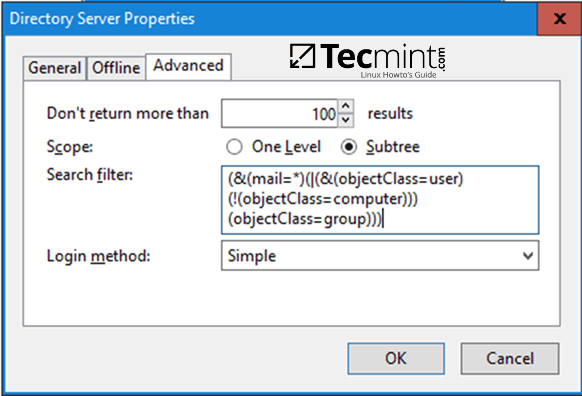 Directory Server Properties
x
General Offline Advanced
Tecmint.com
Linux Howto's Guide
Don't return more than 100 results
Scope: One Level Subtree
Search filter: (&(mail=*)(|(&(objectClass=user)
(!(objectClass=computer)))
(objectClass=group)))
Login method: Simple
OK Cancel